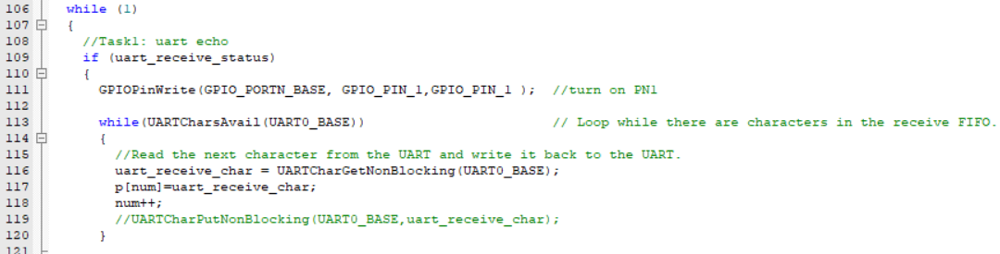 106 while (1)
107 {
108 //Task1: uart echo
109 if (uart_receive_status)
110 {
111 GPIOPinWrite(GPIO_PORTN_BASE, GPIO_PIN_1,GPIO_PIN_1 ); //turn on PN1
112
113 while(UARTCharsAvail(UART0_BASE)) // Loop while there are characters in the receive FIFO.
114 {
115 //Read the next character from the UART and write it back to the UART.
116 uart_receive_char = UARTCharGetNonBlocking(UART0_BASE);
117 p[num]=uart_receive_char;
118 num++;
119 //UARTCharPutNonBlocking(UART0_BASE,uart_receive_char);
120 }
121